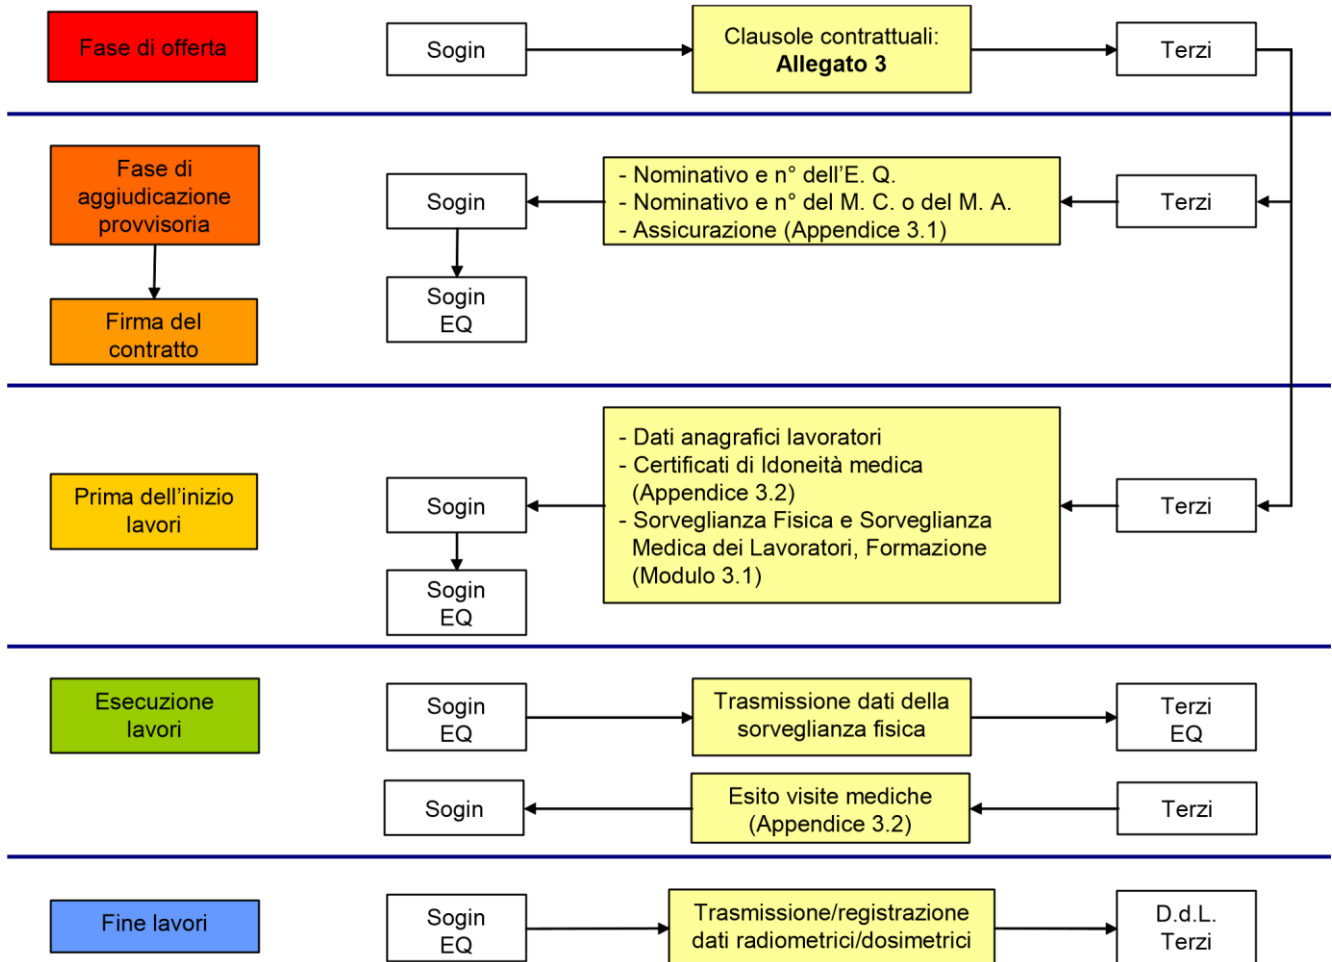 Fase di offerta
Sogin
Clausole contrattuali:
Allegato 3
Terzi
Fase di
aggiudicazione
provvisoria
Sogin
- Nominativo e n° dell'E. Q.
- Nominativo e n° del M. C. o del M. A.
- Assicurazione (Appendice 3.1)
Terzi
Sogin
EQ
Firma del
contratto
Prima dell'inizio
lavori
Sogin
- Dati anagrafici lavoratori
- Certificati di Idoneità medica
(Appendice 3.2)
- Sorveglianza Fisica e Sorveglianza
Medica dei Lavoratori, Formazione
(Modulo 3.1)
Terzi
Sogin
EQ
Esecuzione
lavori
Sogin
EQ
Trasmissione dati della
sorveglianza fisica
Terzi
EQ
Sogin
Esito visite mediche
(Appendice 3.2)
Terzi
Fine lavori
Sogin
EQ
Trasmissione/registrazione
dati radiometrici/dosimetrici
D.d.L.
Terzi